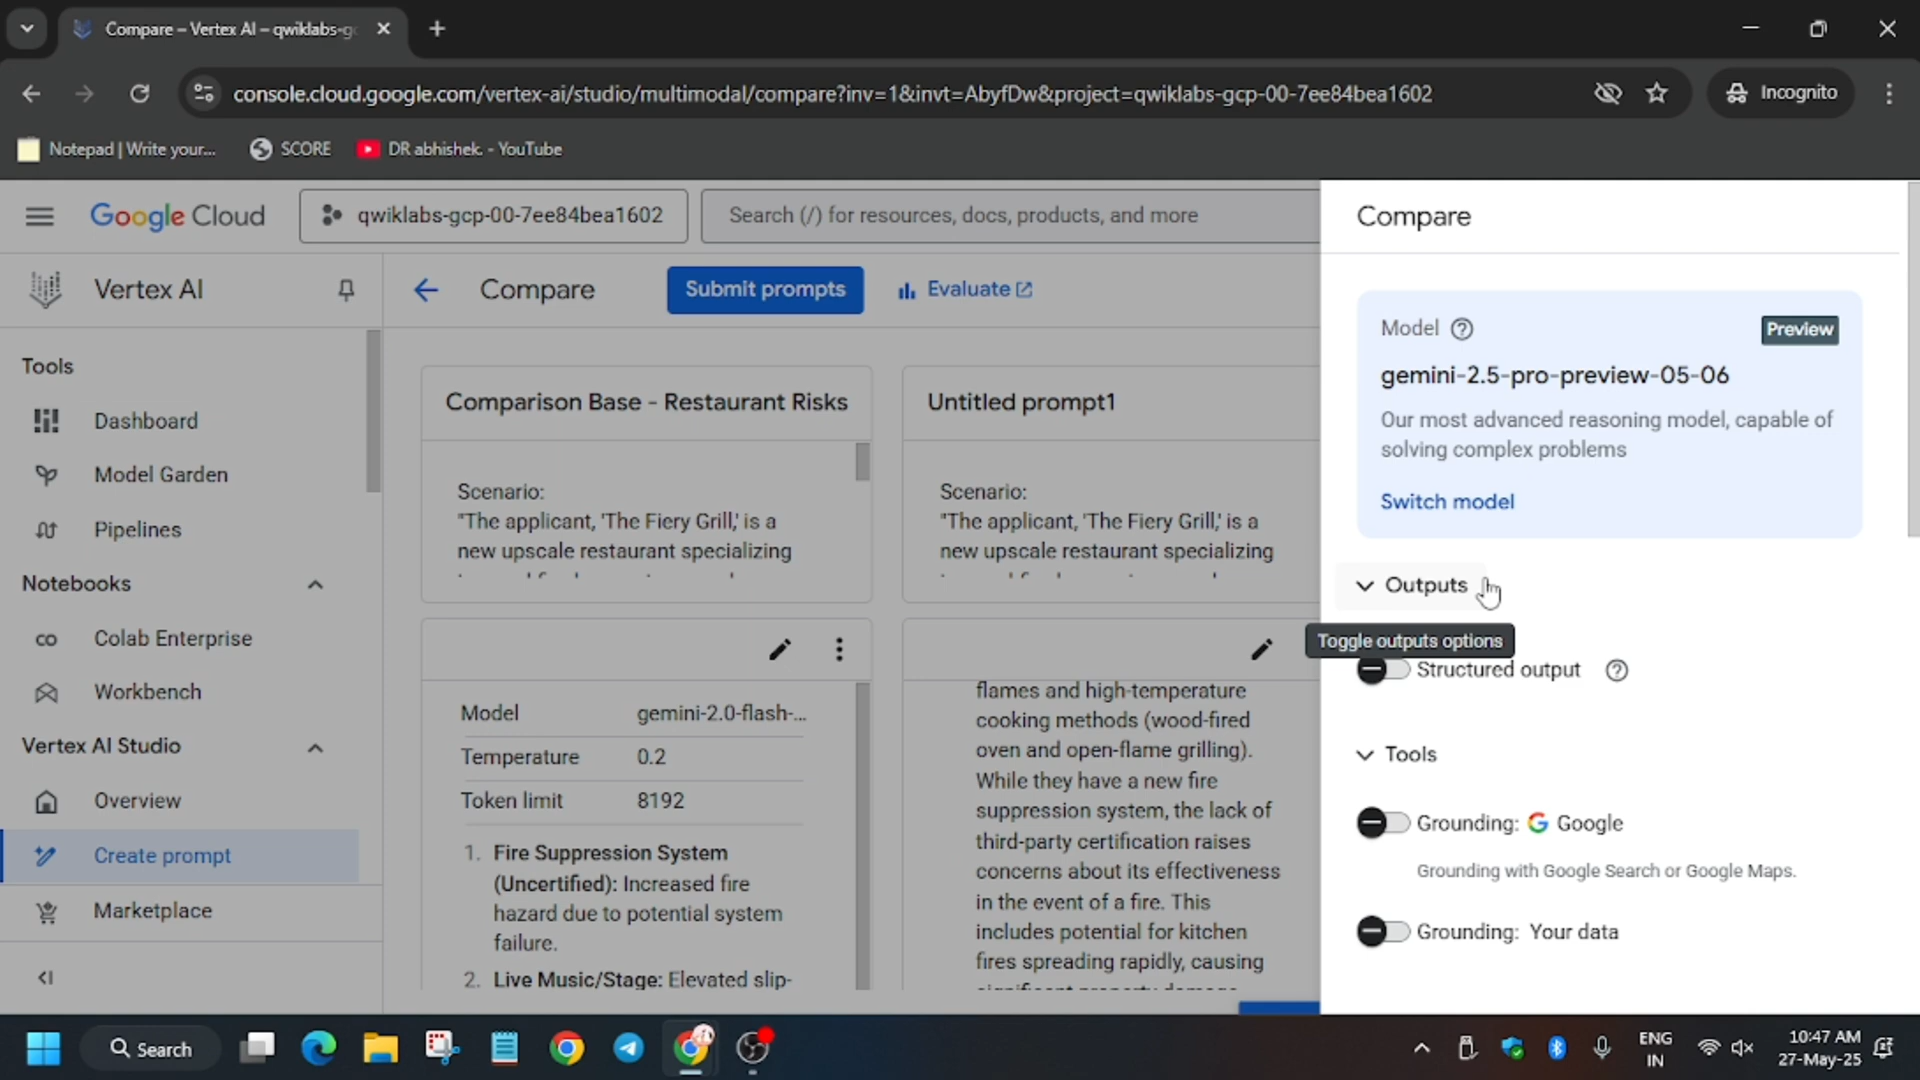 Compare – Vertex AI – qwiklabs-g
console.cloud.google.com/vertex-ai/studio/multimodal/compare?inv=1&invt=AbyfDw&project=qwiklabs-gcp-00-7ee84bea1602
Incognito
Notepad | Write your...
SCORE
DR abhishek. - YouTube
Google Cloud
qwiklabs-gcp-00-7ee84bea1602
Search (/) for resources, docs, products, and more
Compare
Vertex AI
Compare
Submit prompts
Evaluate
Model
Preview
gemini-2.5-pro-preview-05-06
Our most advanced reasoning model, capable of
solving complex problems
Switch model
Tools
Dashboard
Model Garden
Pipelines
Notebooks
Colab Enterprise
Workbench
Vertex AI Studio
Overview
Create prompt
Marketplace
Comparison Base - Restaurant Risks
Scenario:
"The applicant, 'The Fiery Grill,' is a
new upscale restaurant specializing
Model gemini-2.0-flash-...
Temperature 0.2
Token limit 8192
1. Fire Suppression System
(Uncertified): Increased fire
hazard due to potential system
failure.
2. Live Music/Stage: Elevated slip-
Untitled prompt1
Scenario:
"The applicant, 'The Fiery Grill,' is a
new upscale restaurant specializing
flames and high-temperature
cooking methods (wood-fired
oven and open-flame grilling).
While they have a new fire
suppression system, the lack of
third-party certification raises
concerns about its effectiveness
in the event of a fire. This
includes potential for kitchen
fires spreading rapidly, causing
Outputs
Toggle outputs options
Structured output
Tools
Grounding: G Google
Grounding with Google Search or Google Maps.
Grounding: Your data
Search
ENG
IN
10:47 AM
27-May-25